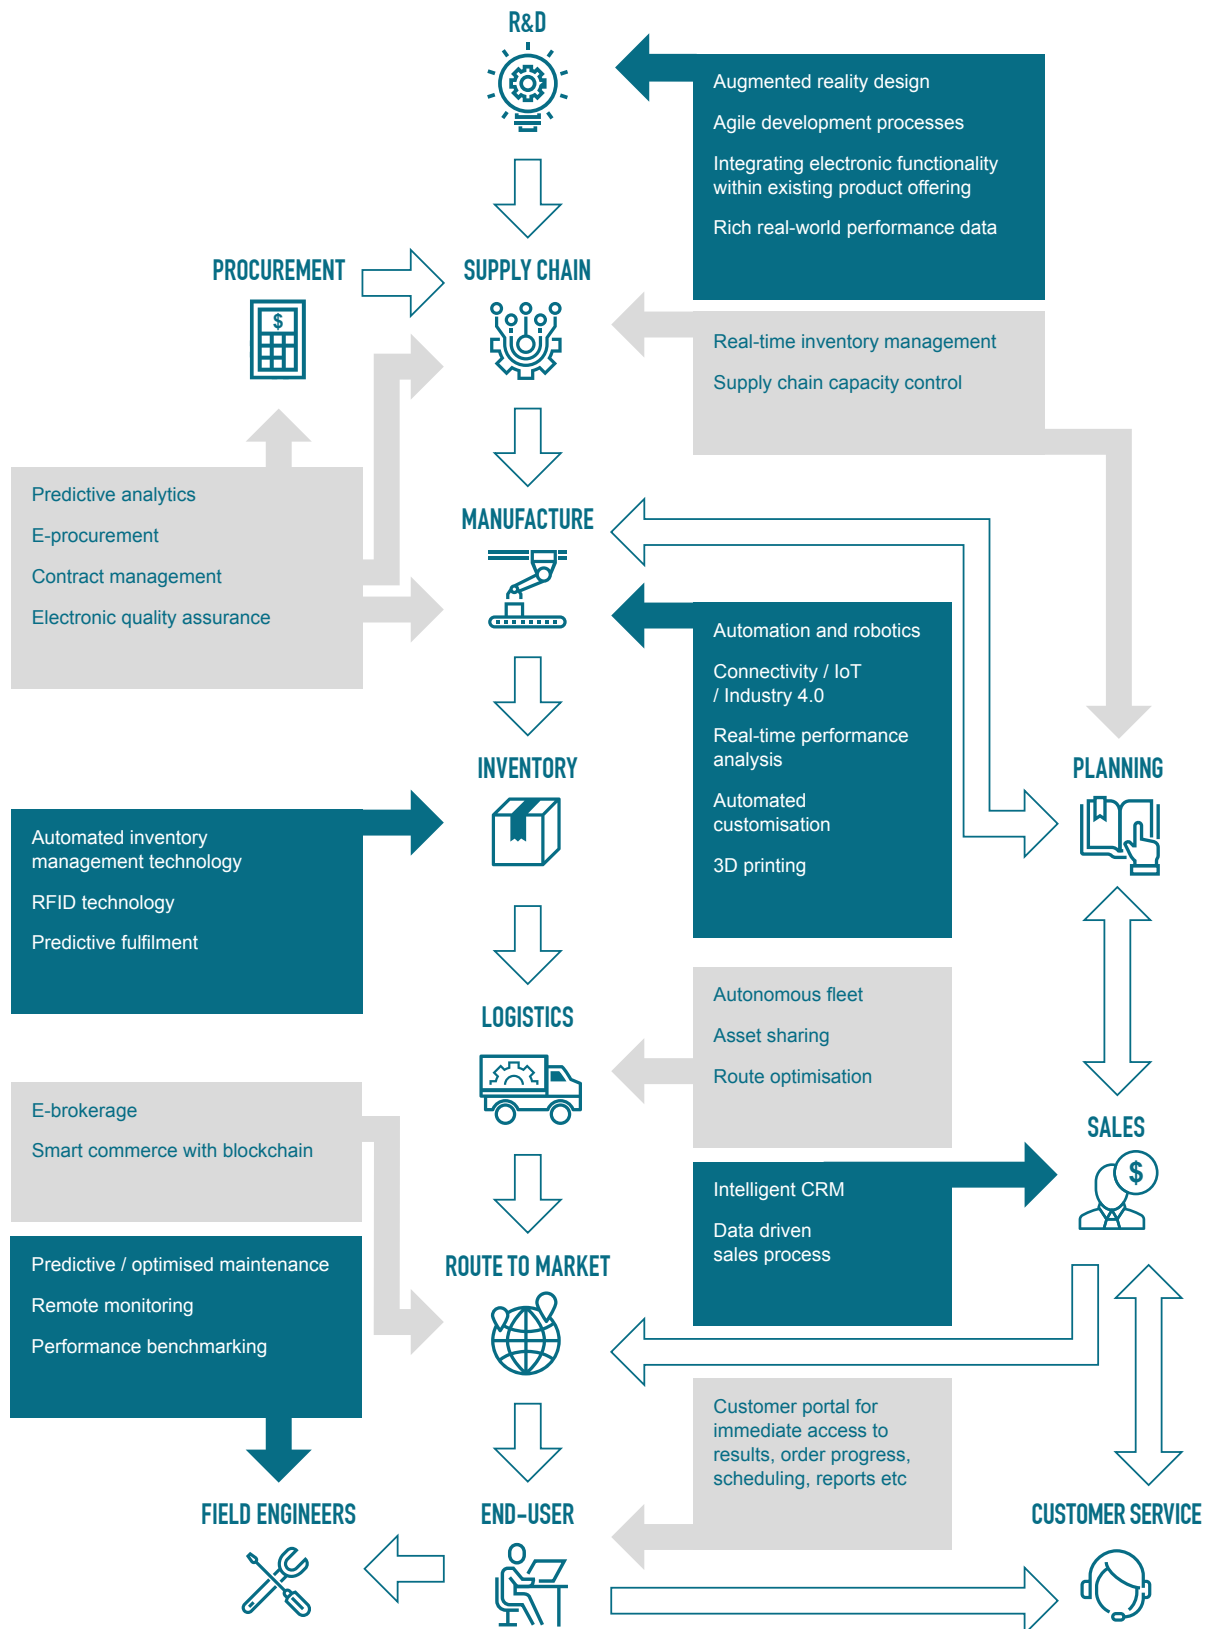 R&D
Augmented reality design
Agile development processes
Integrating electronic functionality
within existing product offering
Rich real-world performance data
PROCUREMENT
$
SUPPLY CHAIN
Real-time inventory management
Supply chain capacity control
Predictive analytics
E-procurement
Contract management
Electronic quality assurance
MANUFACTURE
Automation and robotics
Connectivity / IoT
/ Industry 4.0
Real-time performance
analysis
Automated
customisation
3D printing
INVENTORY
PLANNING
Automated inventory
management technology
RFID technology
Predictive fulfilment
LOGISTICS
Autonomous fleet
Asset sharing
Route optimisation
E-brokerage
Smart commerce with blockchain
SALES
$
Intelligent CRM
Data driven
sales process
Predictive / optimised maintenance
Remote monitoring
Performance benchmarking
ROUTE TO MARKET
Customer portal for
immediate access to
results, order progress,
scheduling, reports etc
FIELD ENGINEERS
END-USER
CUSTOMER SERVICE